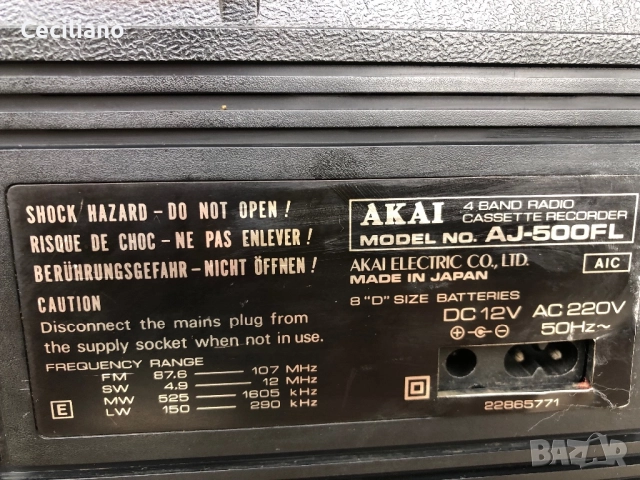 Ceciliano
SHOCK HAZARD - DO NOT OPEN!
RISQUE DE CHOC - NE PAS ENLEVER!
BERÜHRUNGSGEFAHR - NICHT ÖFFNEN!
CAUTION
Disconnect the mains plug from
the supply socket when not in use.
FREQUENCY RANGE
FM 87.6 107 MHz
SW 4.9 12 MHz
MW 525 1605 kHz
LW 150 290 kHz
E
AKAI 4 BAND RADIO
CASSETTE RECORDER
MODEL NO. AJ-500FL
AKAI ELECTRIC CO., LTD.
MADE IN JAPAN
AIC
8 "D" SIZE BATTERIES
DC 12V AC 220V
50Hz~
22865771
BAZAR